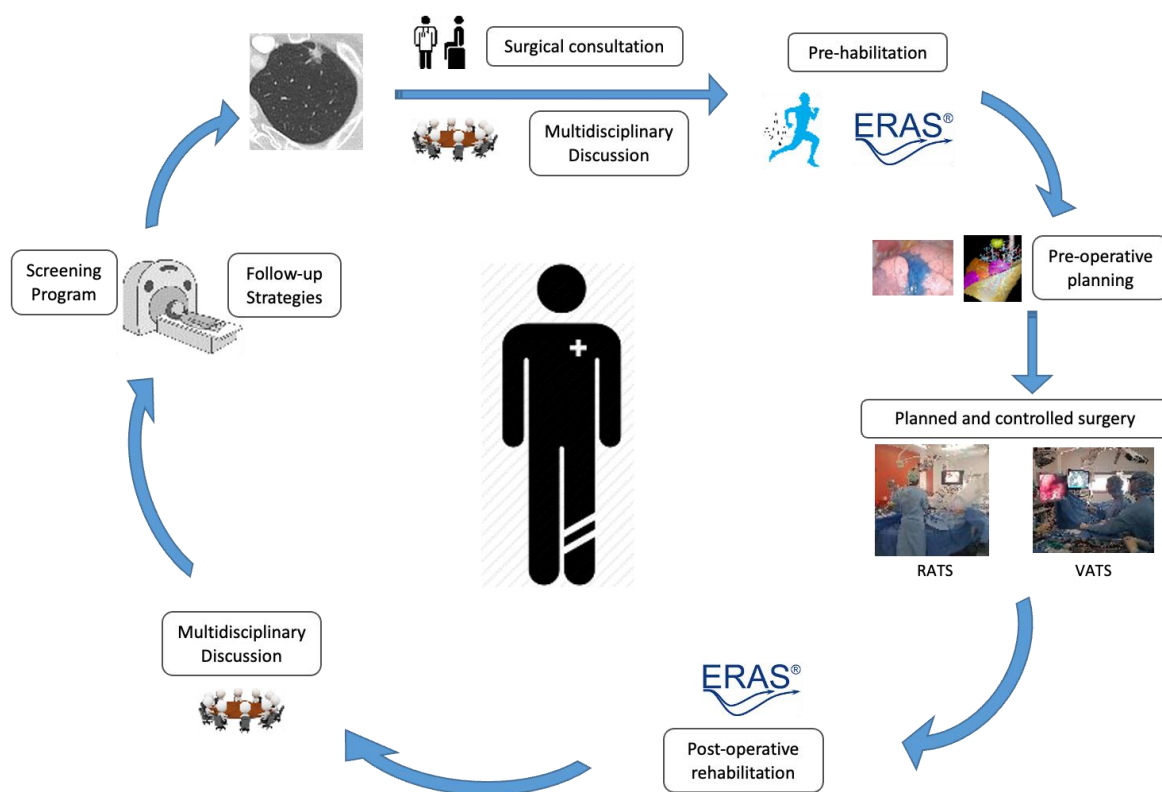 Surgical consultation
Multidisciplinary
Discussion
Pre-habilitation
ERAS®
Pre-operative
planning
Planned and controlled surgery
RATS
VATS
ERAS®
Post-operative
rehabilitation
Multidisciplinary
Discussion
Screening
Program
Follow-up
Strategies